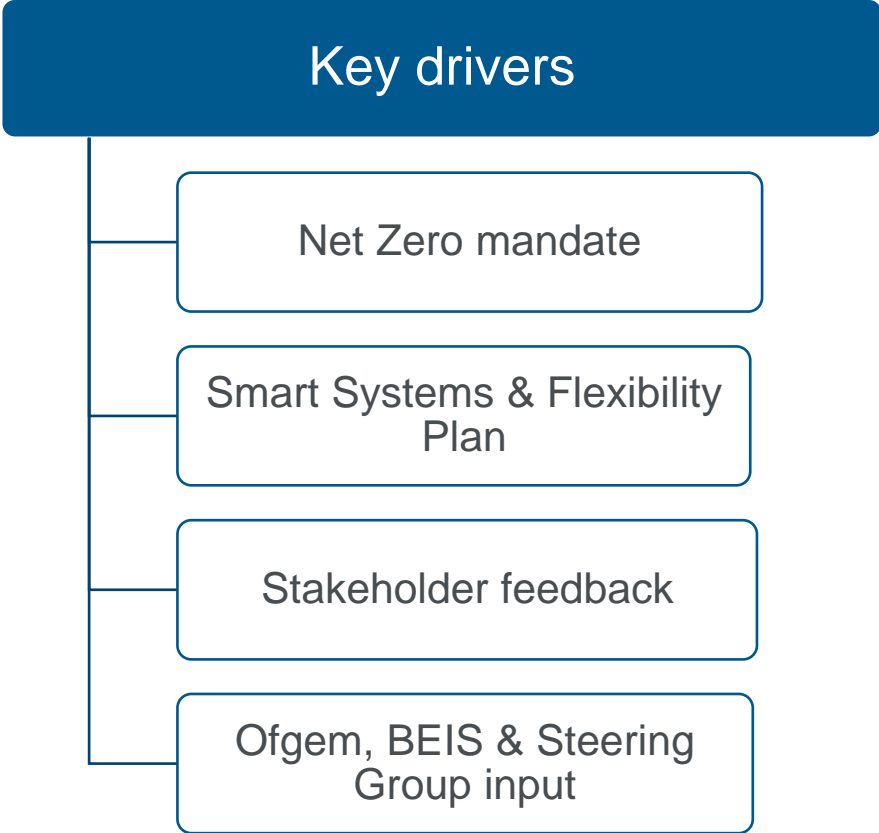 Key drivers
Net Zero mandate
Smart Systems & Flexibility
Plan
Stakeholder feedback
Ofgem, BEIS & Steering
Group input